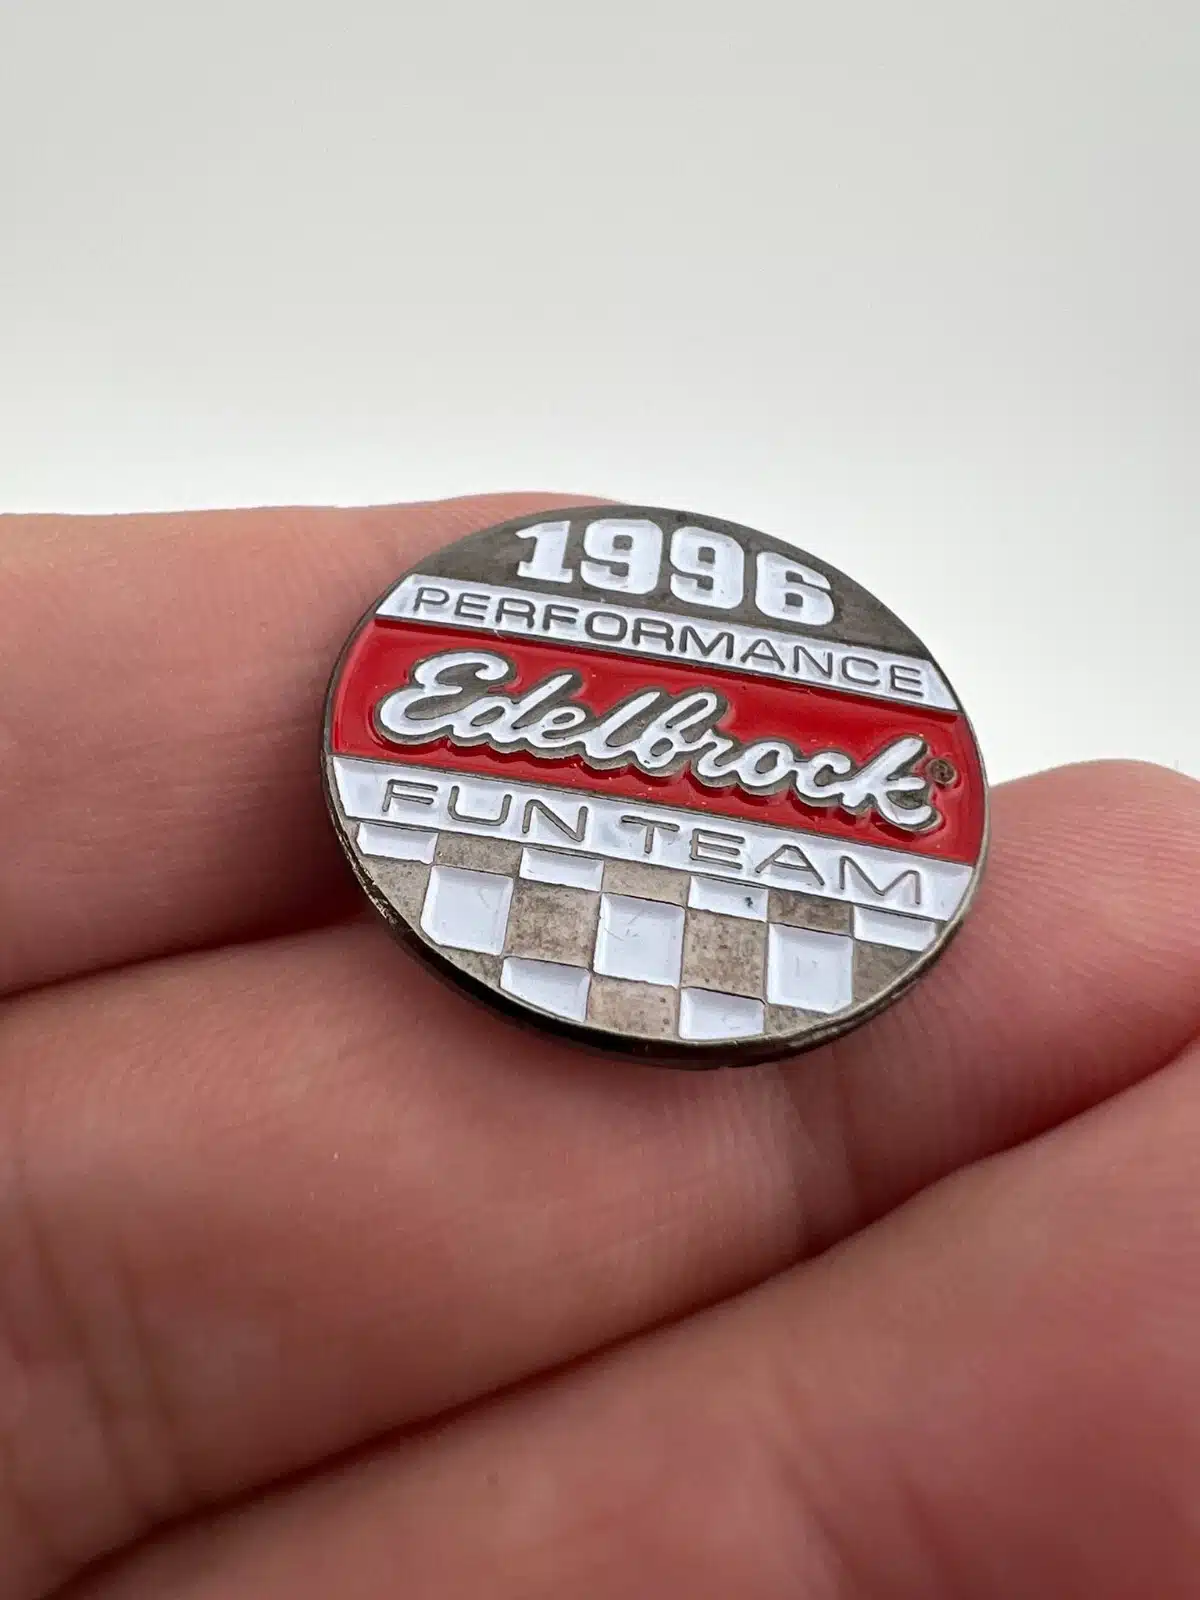 1996
PERFORMANCE
Edelbrock®
FUN TEAM